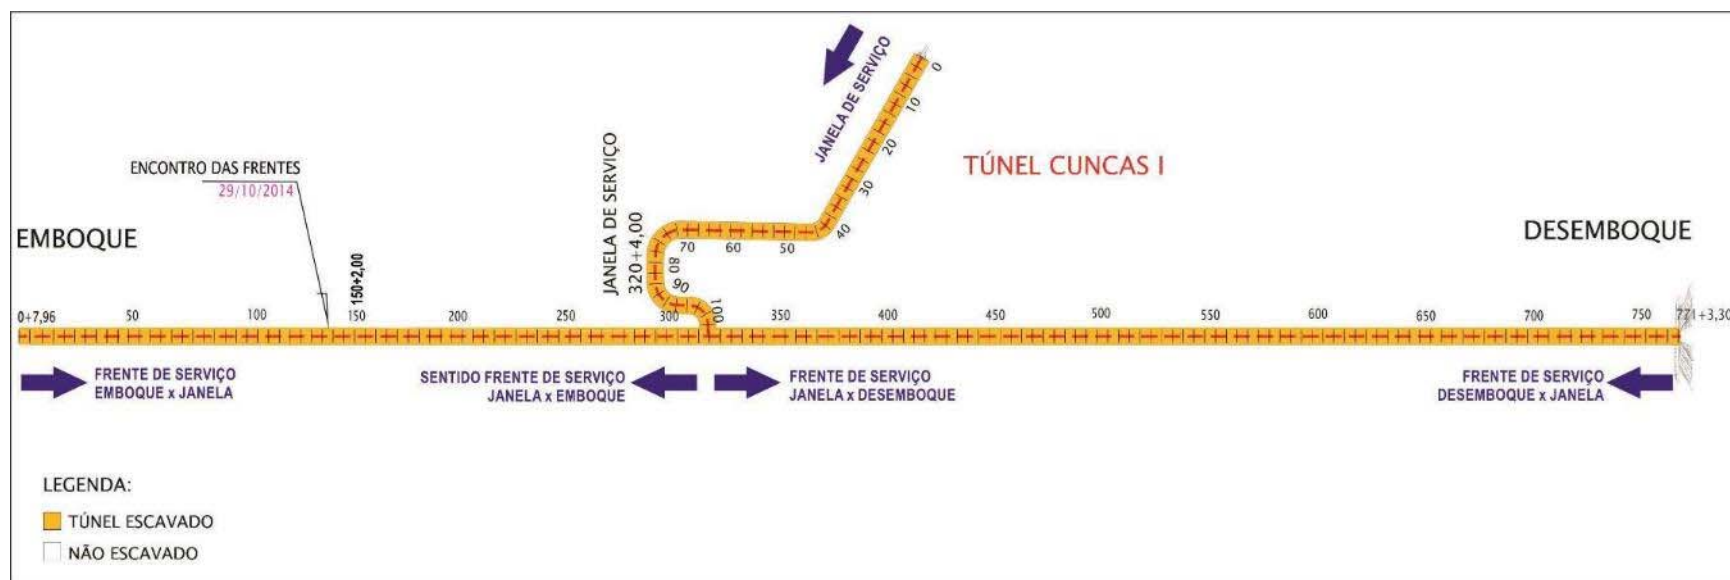 JANELA DE SERVIÇO
0
10
20
30
40
50
60
70
80
90
100
TÚNEL CUNCAS I
JANELA DE SERVIÇO
320+4,00
ENCONTRO DAS FRENTES
29/10/2014
EMBOQUE
DESEMBOQUE
150+2,00
0+7,96 50 100 150 200 250 300 350 400 450 500 550 600 650 700 750 771+3,30
FRENTE DE SERVIÇO
EMBOQUE x JANELA
SENTIDO FRENTE DE SERVIÇO
JANELA x EMBOQUE
FRENTE DE SERVIÇO
JANELA x DESEMBOQUE
FRENTE DE SERVIÇO
DESEMBOQUE x JANELA
LEGENDA:
TÚNEL ESCAVADO
NÃO ESCAVADO